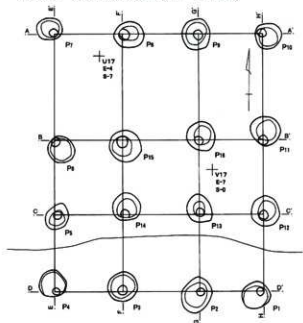 E' F' G' H'
A A'
P7 P8 P9 P10
U17
E-4
S-7
B B'
P6 P15 P16 P11
V17
E-7
S-6
C C'
P5 P14 P13 P12
D D'
P4 P3 P2 P1
E F G H